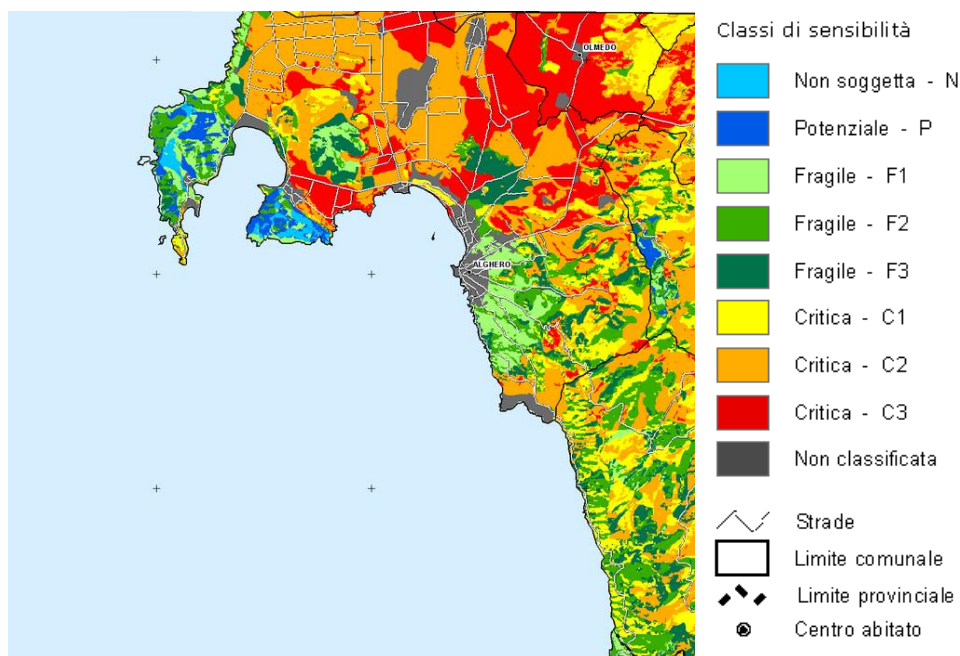 Classi di sensibilità
Non soggetta - N
Potenziale - P
Fragile - F1
Fragile - F2
Fragile - F3
Critica - C1
Critica - C2
Critica - C3
Non classificata
Strade
Limite comunale
Limite provinciale
Centro abitato
OLMEDO
ALGHERO